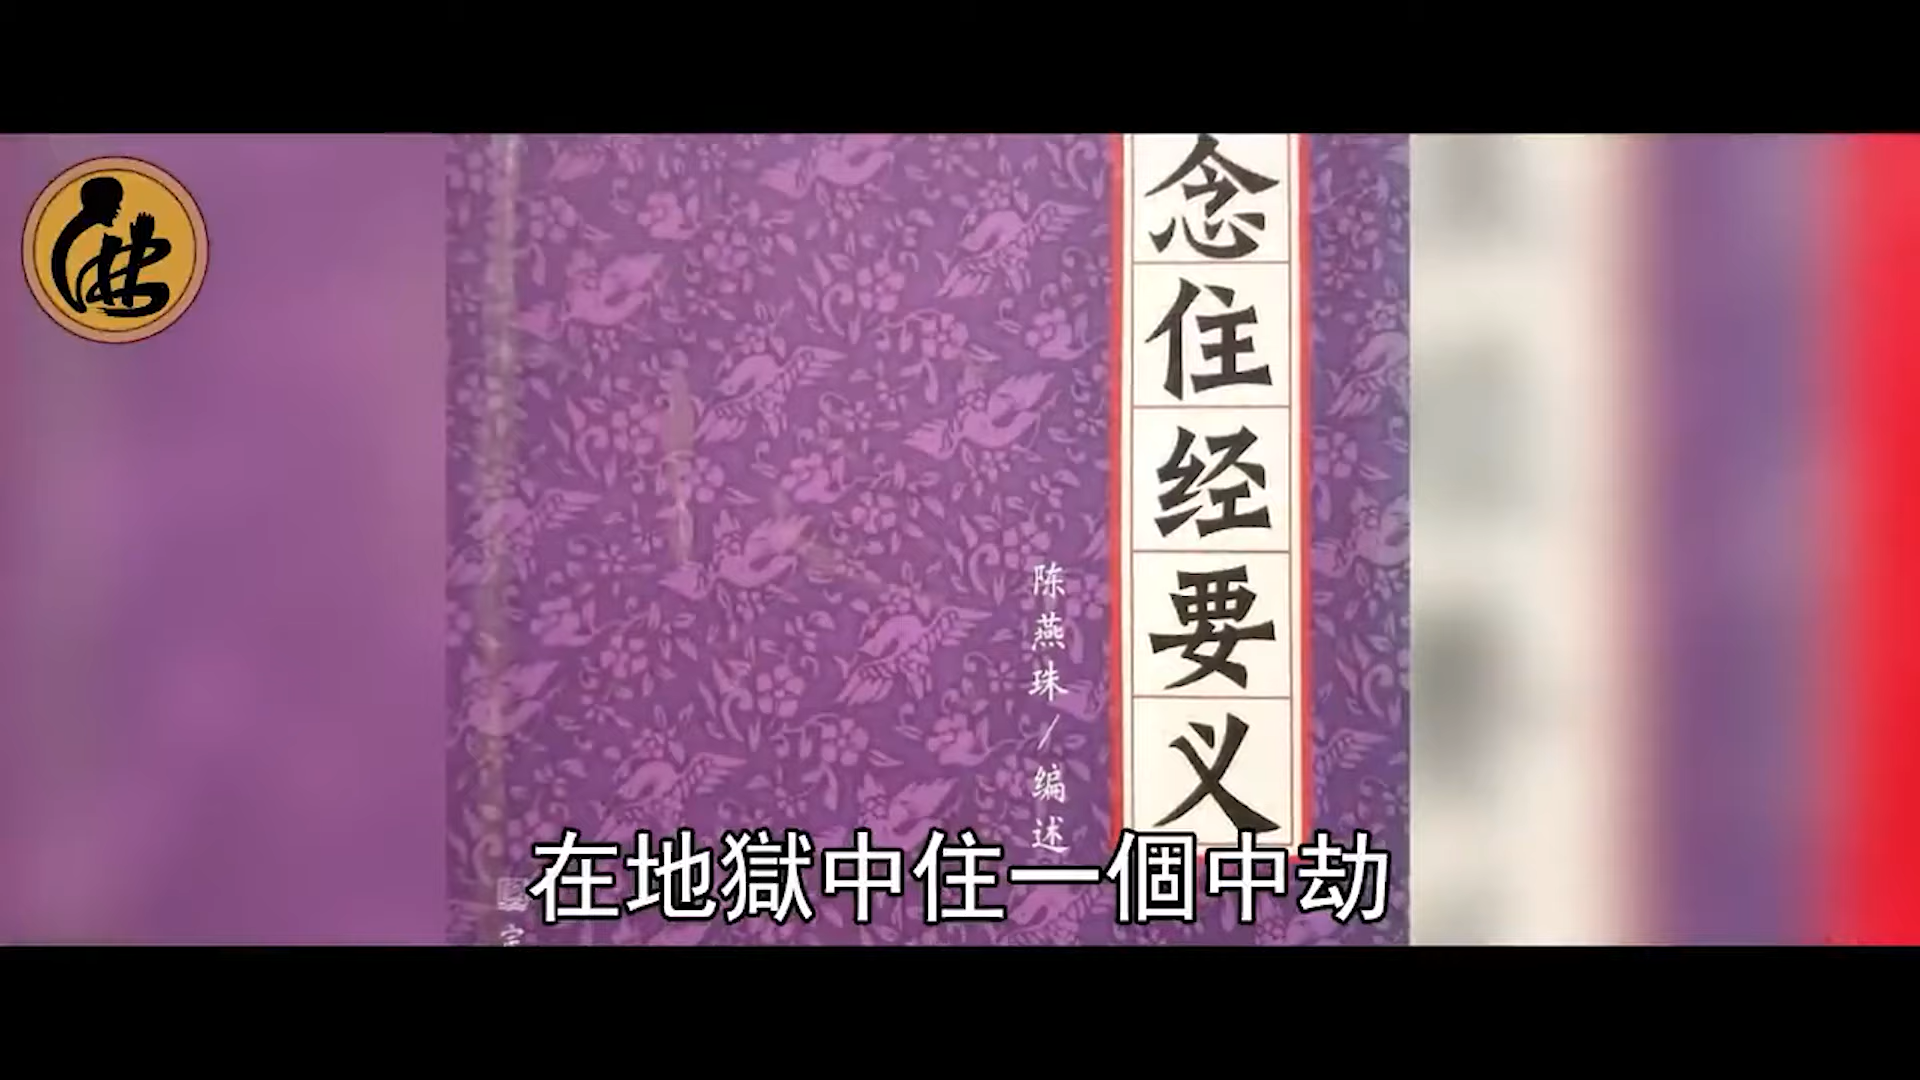 佛
念住经要义
陈燕珠/编述
在地獄中住一個中劫